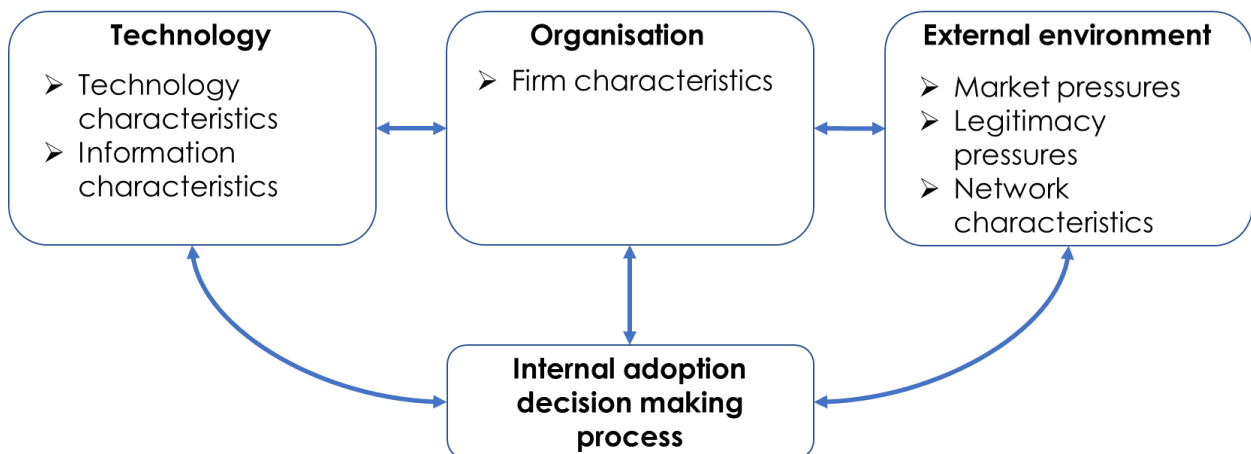 Technology
➢ Technology
characteristics
➢ Information
characteristics
Organisation
➢ Firm characteristics
External environment
➢ Market pressures
➢ Legitimacy
pressures
➢ Network
characteristics
Internal adoption
decision making
process